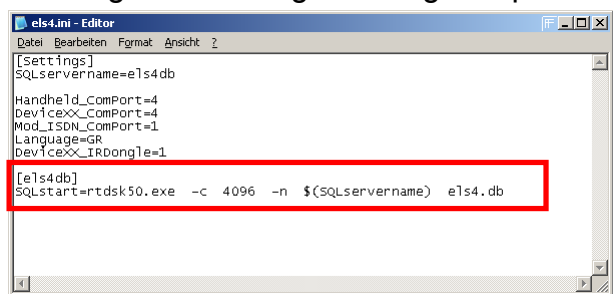 els4.ini - Editor
Datei Bearbeiten Format Ansicht ?
[Settings]
SQLservername=els4db
Handheld_ComPort=4
DeviceXX_ComPort=4
Mod_ISDN_ComPort=1
Language=GR
DeviceXX_IRDongle=1
[els4db]
SQLstart=rtdsk50.exe -c 4096 -n $(SQLservername) els4.db